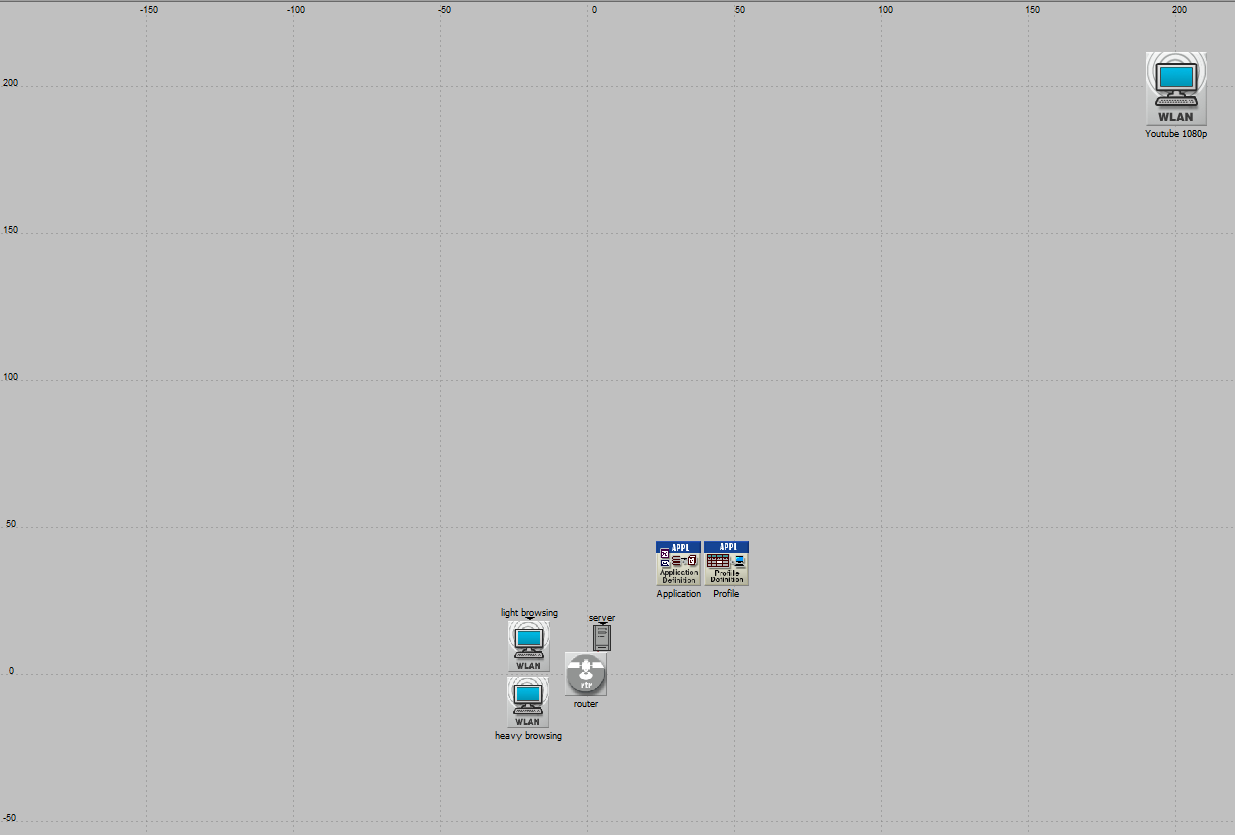 -150 -100 -50 0 50 100 150 200
200
WLAN
Youtube 1080p
150
100
50
APPL APPL
Application Profile
Definition Definition
Application Profile
light browsing
server
WLAN
0
rtr
router
WLAN
heavy browsing
-50